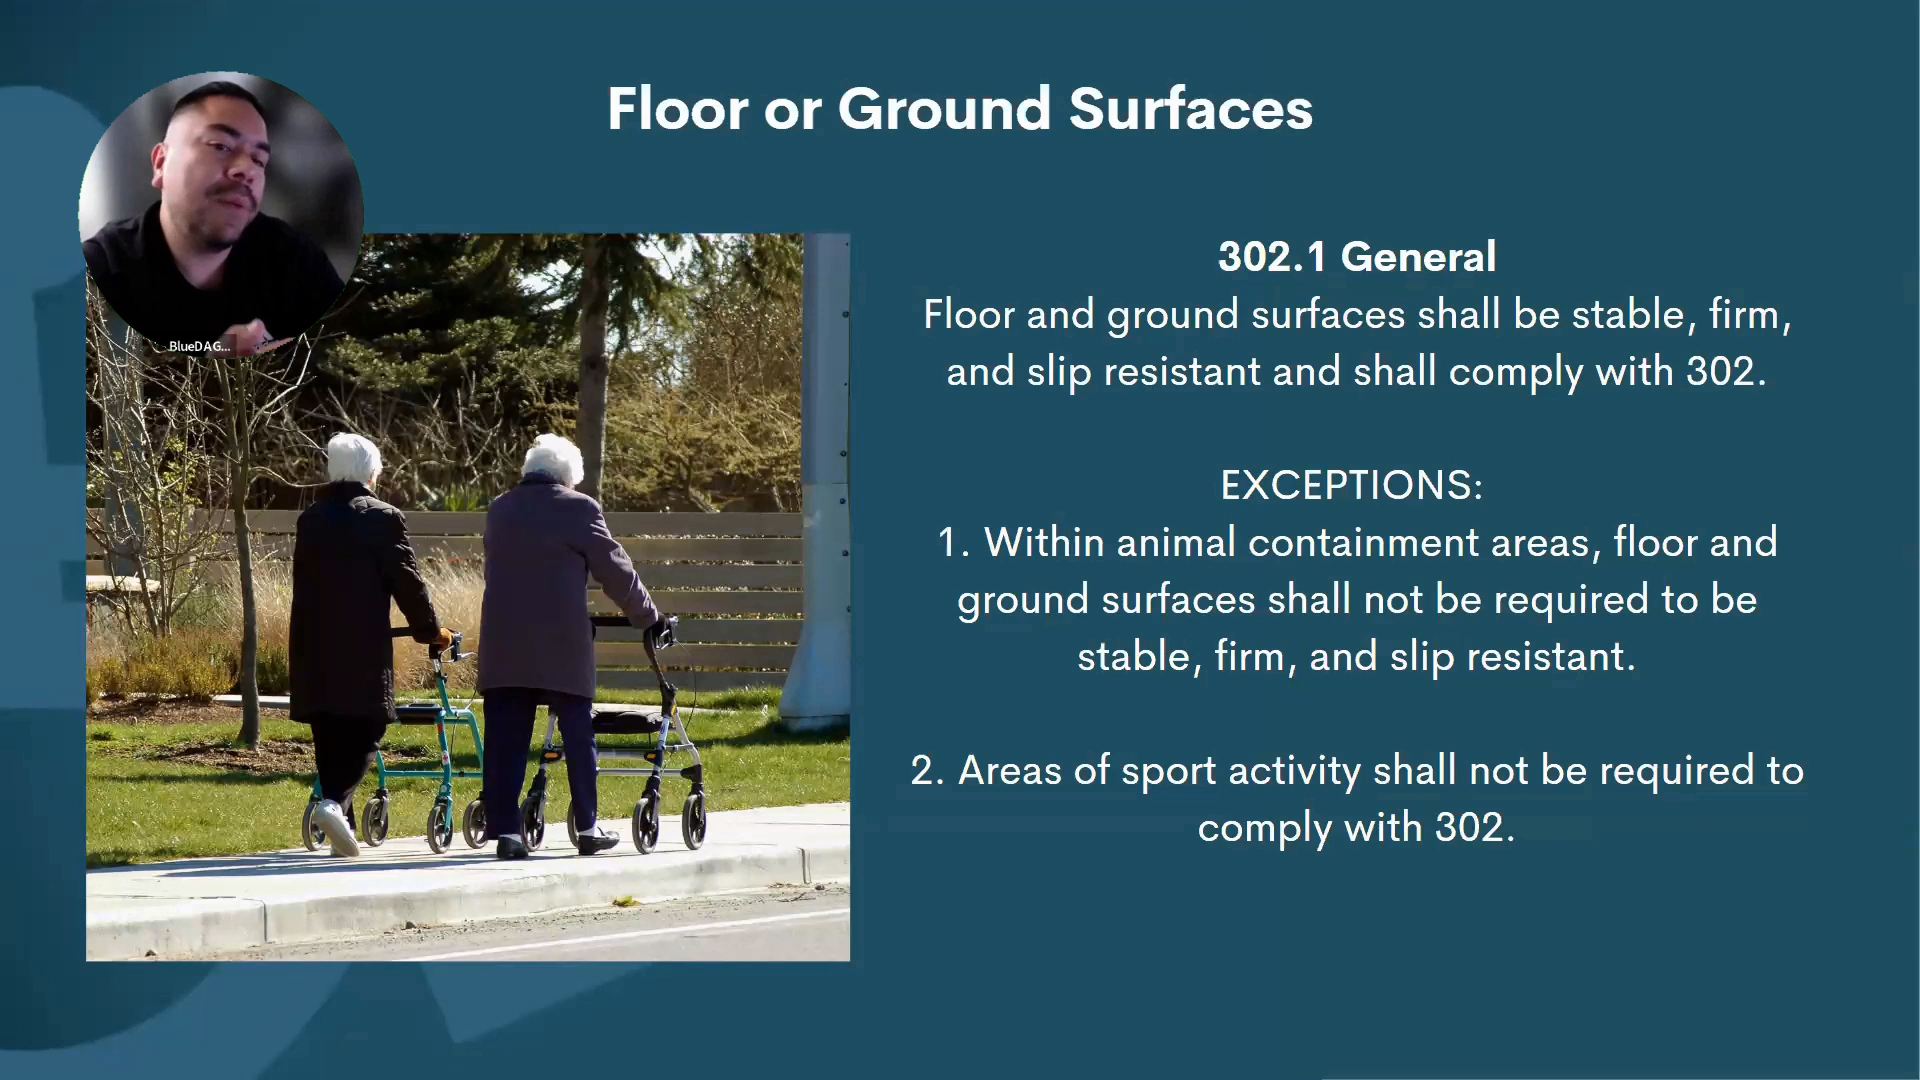 Floor or Ground Surfaces
BlueDAG...
302.1 General
Floor and ground surfaces shall be stable, firm,
and slip resistant and shall comply with 302.
EXCEPTIONS:
1. Within animal containment areas, floor and
ground surfaces shall not be required to be
stable, firm, and slip resistant.
2. Areas of sport activity shall not be required to
comply with 302.